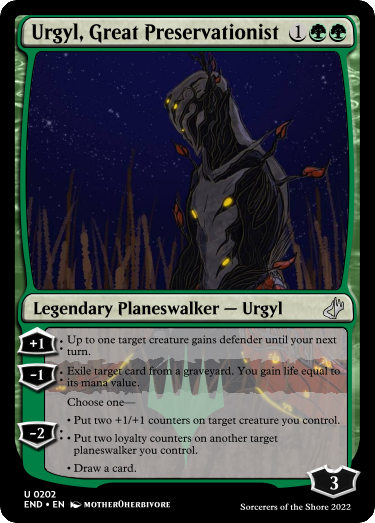 Urgyl, Great Preservationist 1
Legendary Planeswalker — Urgyl
+1: Up to one target creature gains defender until your next
turn.
-1: Exile target card from a graveyard. You gain life equal to
its mana value.
Choose one—
-2: • Put two +1/+1 counters on target creature you control.
• Put two loyalty counters on another target
planeswalker you control.
• Draw a card.
3
U 0202
END • EN MOTHEROHERBIVORE
Sorcerers of the Shore 2022